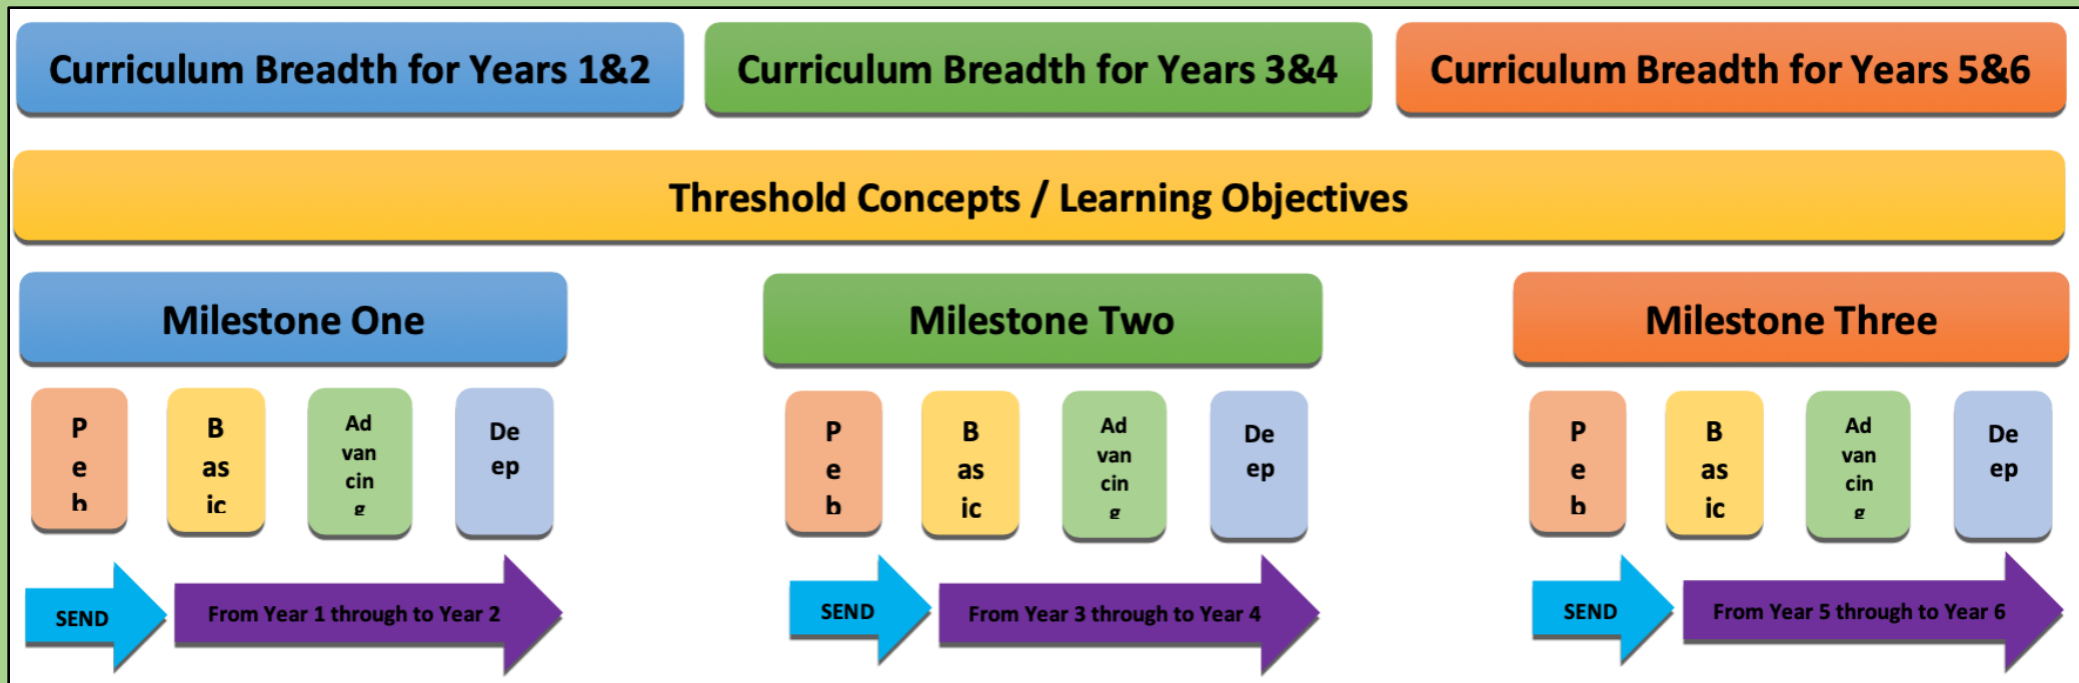 Curriculum Breadth for Years 1&2
Curriculum Breadth for Years 3&4
Curriculum Breadth for Years 5&6
Threshold Concepts / Learning Objectives
Milestone One
Milestone Two
Milestone Three
P
e
b
B
as
ic
Ad
van
cin
g
De
ep
P
e
b
B
as
ic
Ad
van
cin
g
De
ep
P
e
b
B
as
ic
Ad
van
cin
g
De
ep
SEND
From Year 1 through to Year 2
SEND
From Year 3 through to Year 4
SEND
From Year 5 through to Year 6